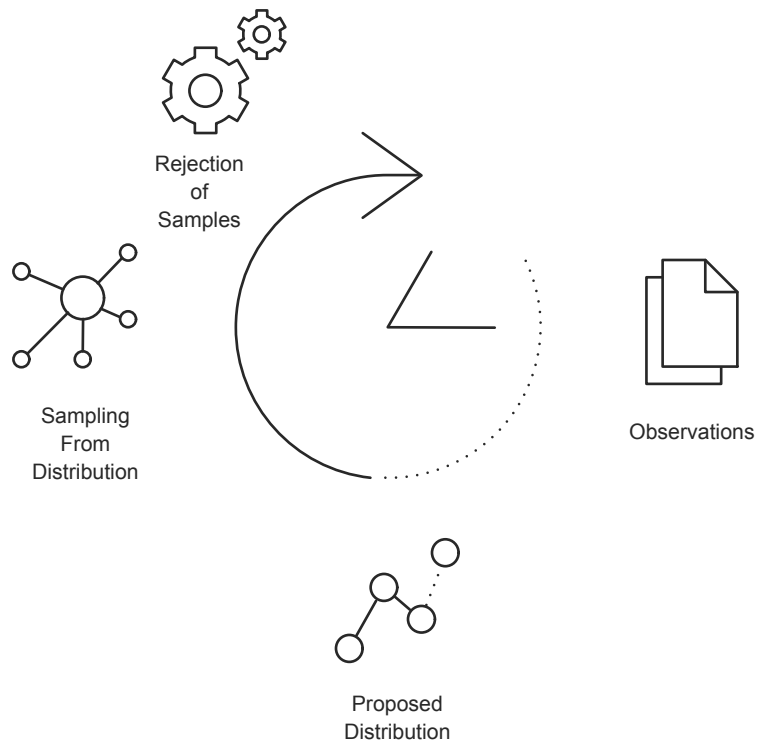 Rejection
of
Samples
Sampling
From
Distribution
Observations
Proposed
Distribution